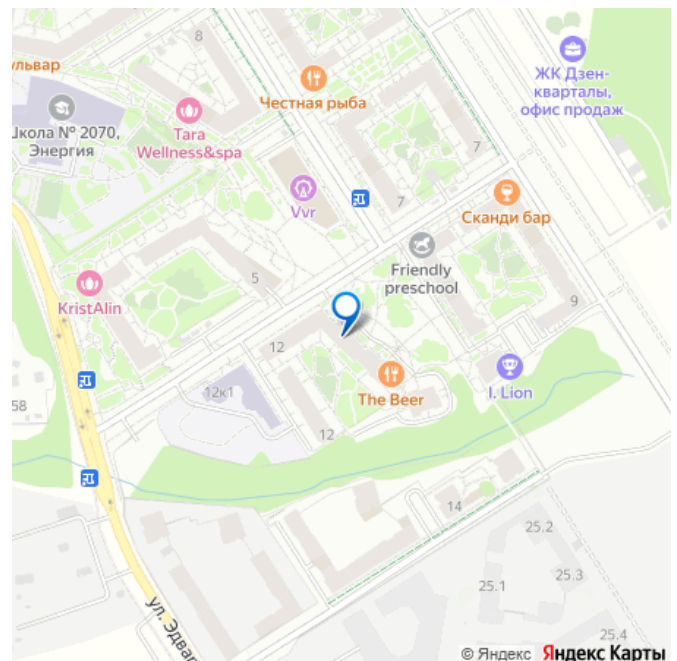 8
ульвар
Честная рыба
ЖК Дзен-
кварталы,
офис продаж
Школа № 2070,
Энергия
Tara
Wellness&spa
7
Vvr
7
Сканди бар
Friendly
preschool
5
KristAlin
9
12
The Beer
I. Lion
12к1
58
12
14
25.2
25.3
25.1
25.4
ул. Эдвар
© Яндекс Яндекс Карты